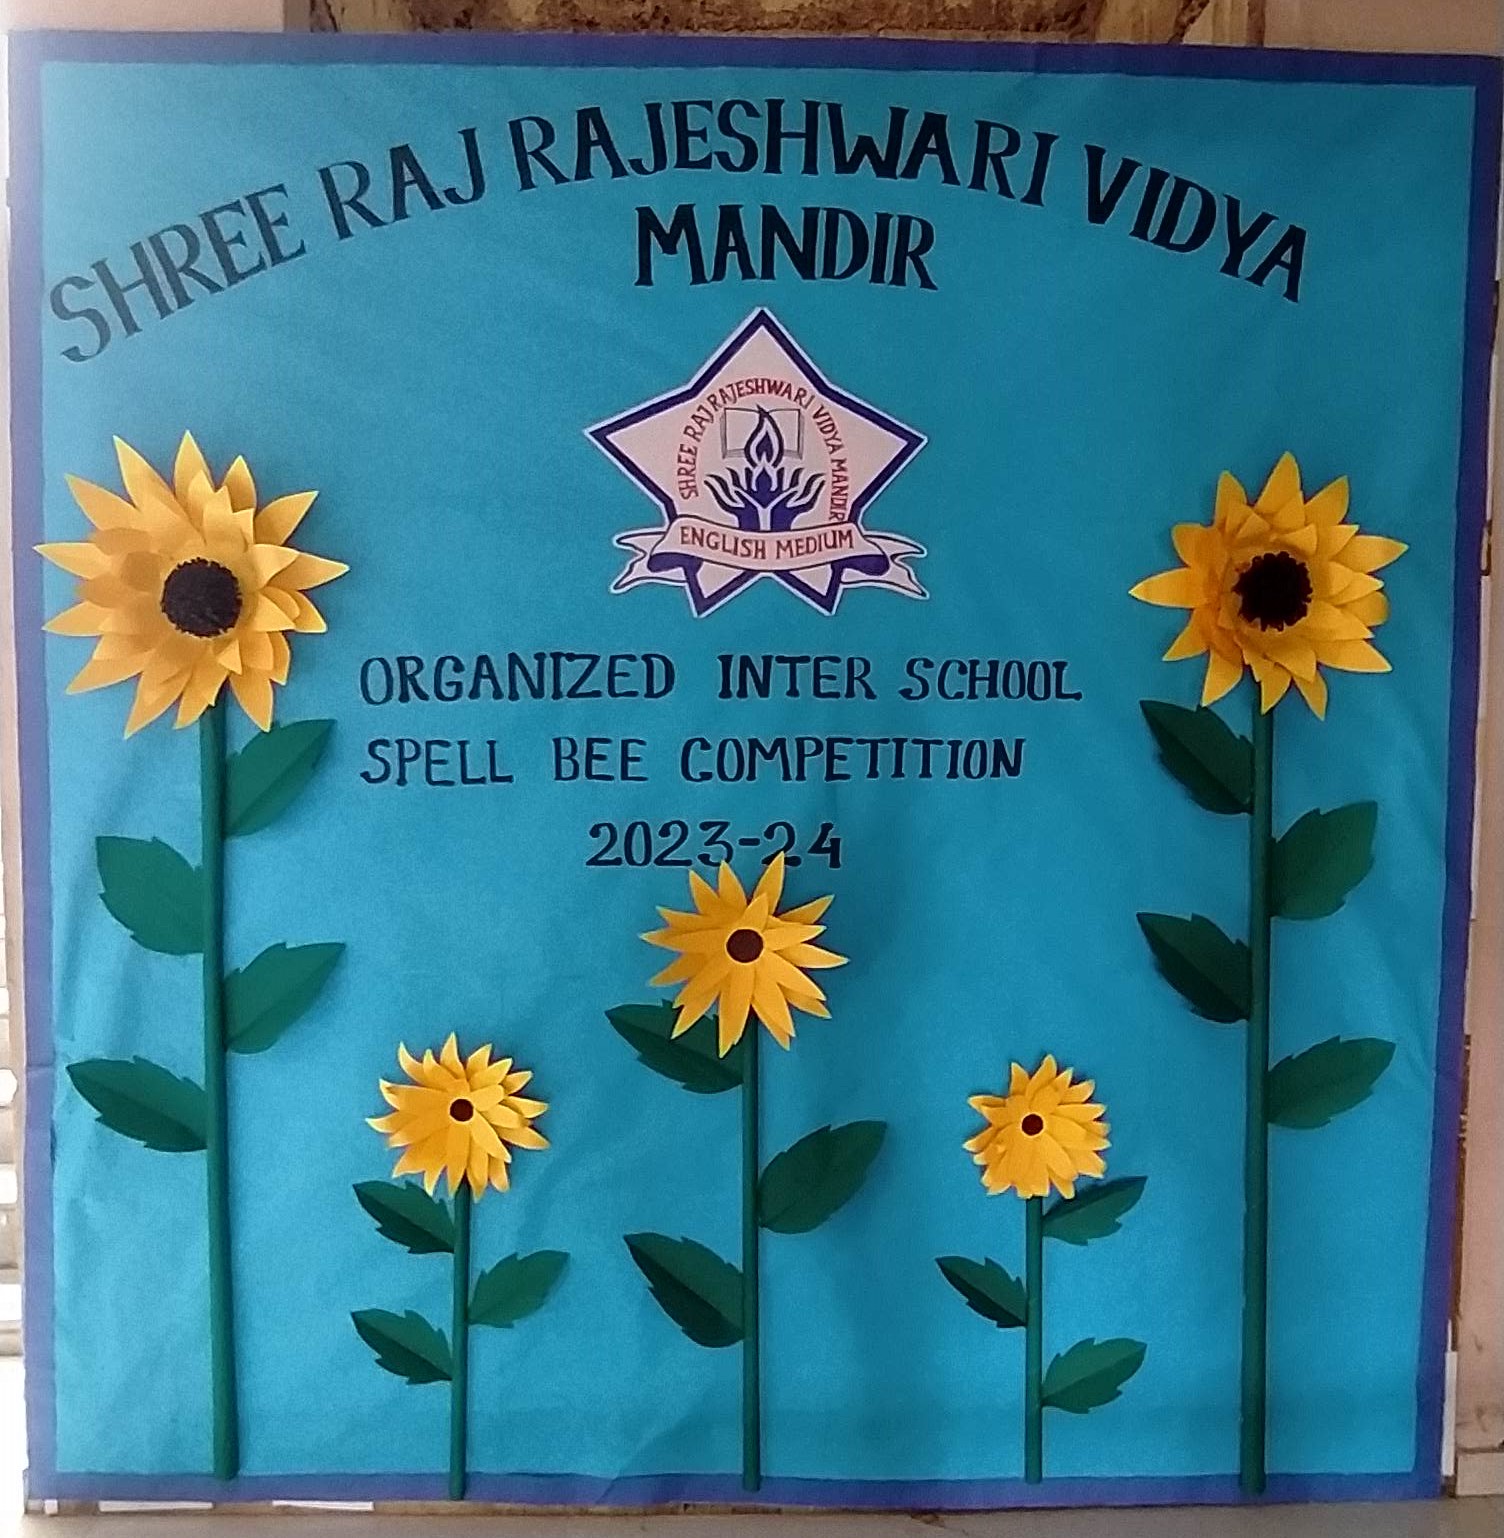 SHREE RAJ RAJESHWARI VIDYA
MANDIR
SHREE RAJ RAJESHWARI VIDYA MANDIR
ENGLISH MEDIUM
ORGANIZED INTER SCHOOL
SPELL BEE COMPETITION
2023-24